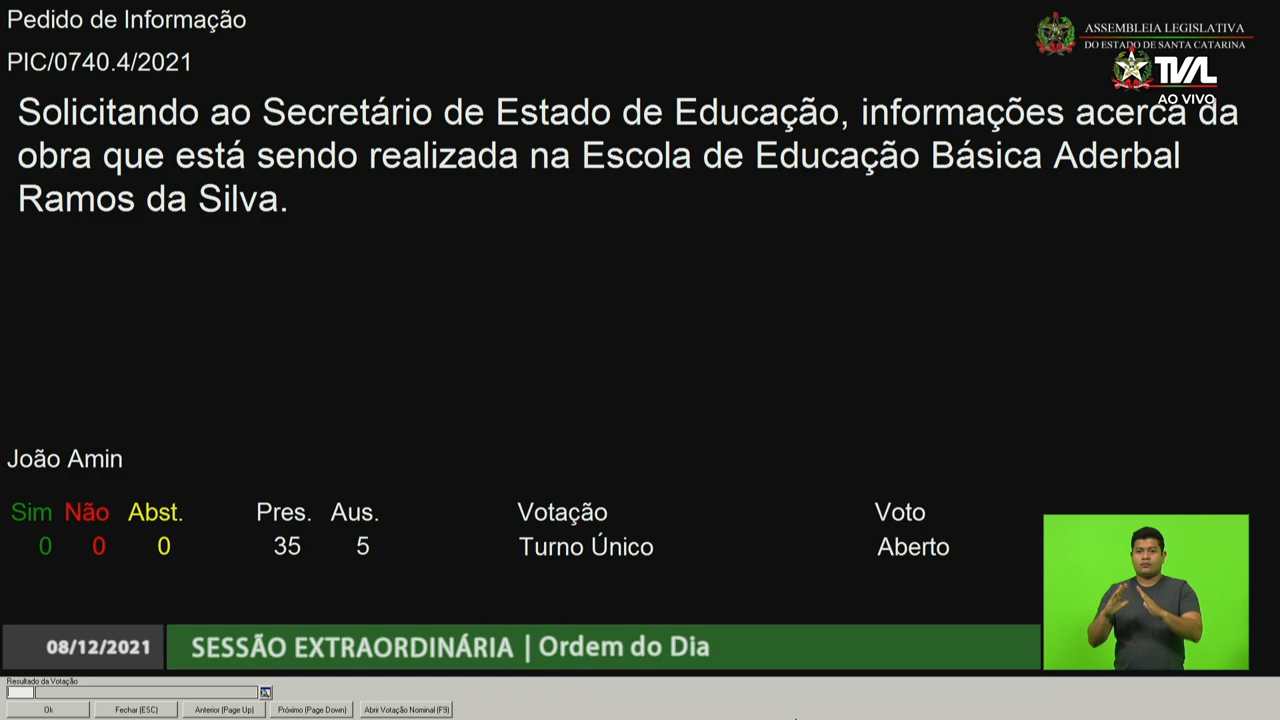 Pedido de Informação
PIC/0740.4/2021
ASSEMBLEIA LEGISLATIVA
DO ESTADO DE SANTA CATARINA
TVAL
AO VIVO
Solicitando ao Secretário de Estado de Educação, informações acerca da
obra que está sendo realizada na Escola de Educação Básica Aderbal
Ramos da Silva.
João Amin
Sim Não Abst. Pres. Aus. Votação Voto
0 0 0 35 5 Turno Único Aberto
08/12/2021 SESSÃO EXTRAORDINÁRIA | Ordem do Dia
Resultado da Votação
Ok Fechar (ESC) Anterior (Page Up) Próximo (Page Down) Abrir Votação Nominal (F9)